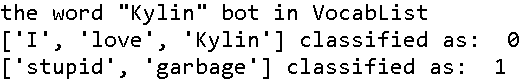 the word "Kylin" bot in VocabList
['I', 'love', 'Kylin'] classified as:  0
['stupid', 'garbage'] classified as:  1